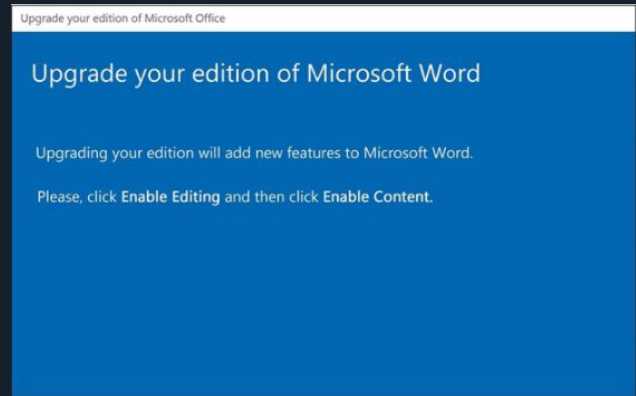 Upgrade your edition of Microsoft Office
Upgrade your edition of Microsoft Word
Upgrading your edition will add new features to Microsoft Word.
Please, click Enable Editing and then click Enable Content.